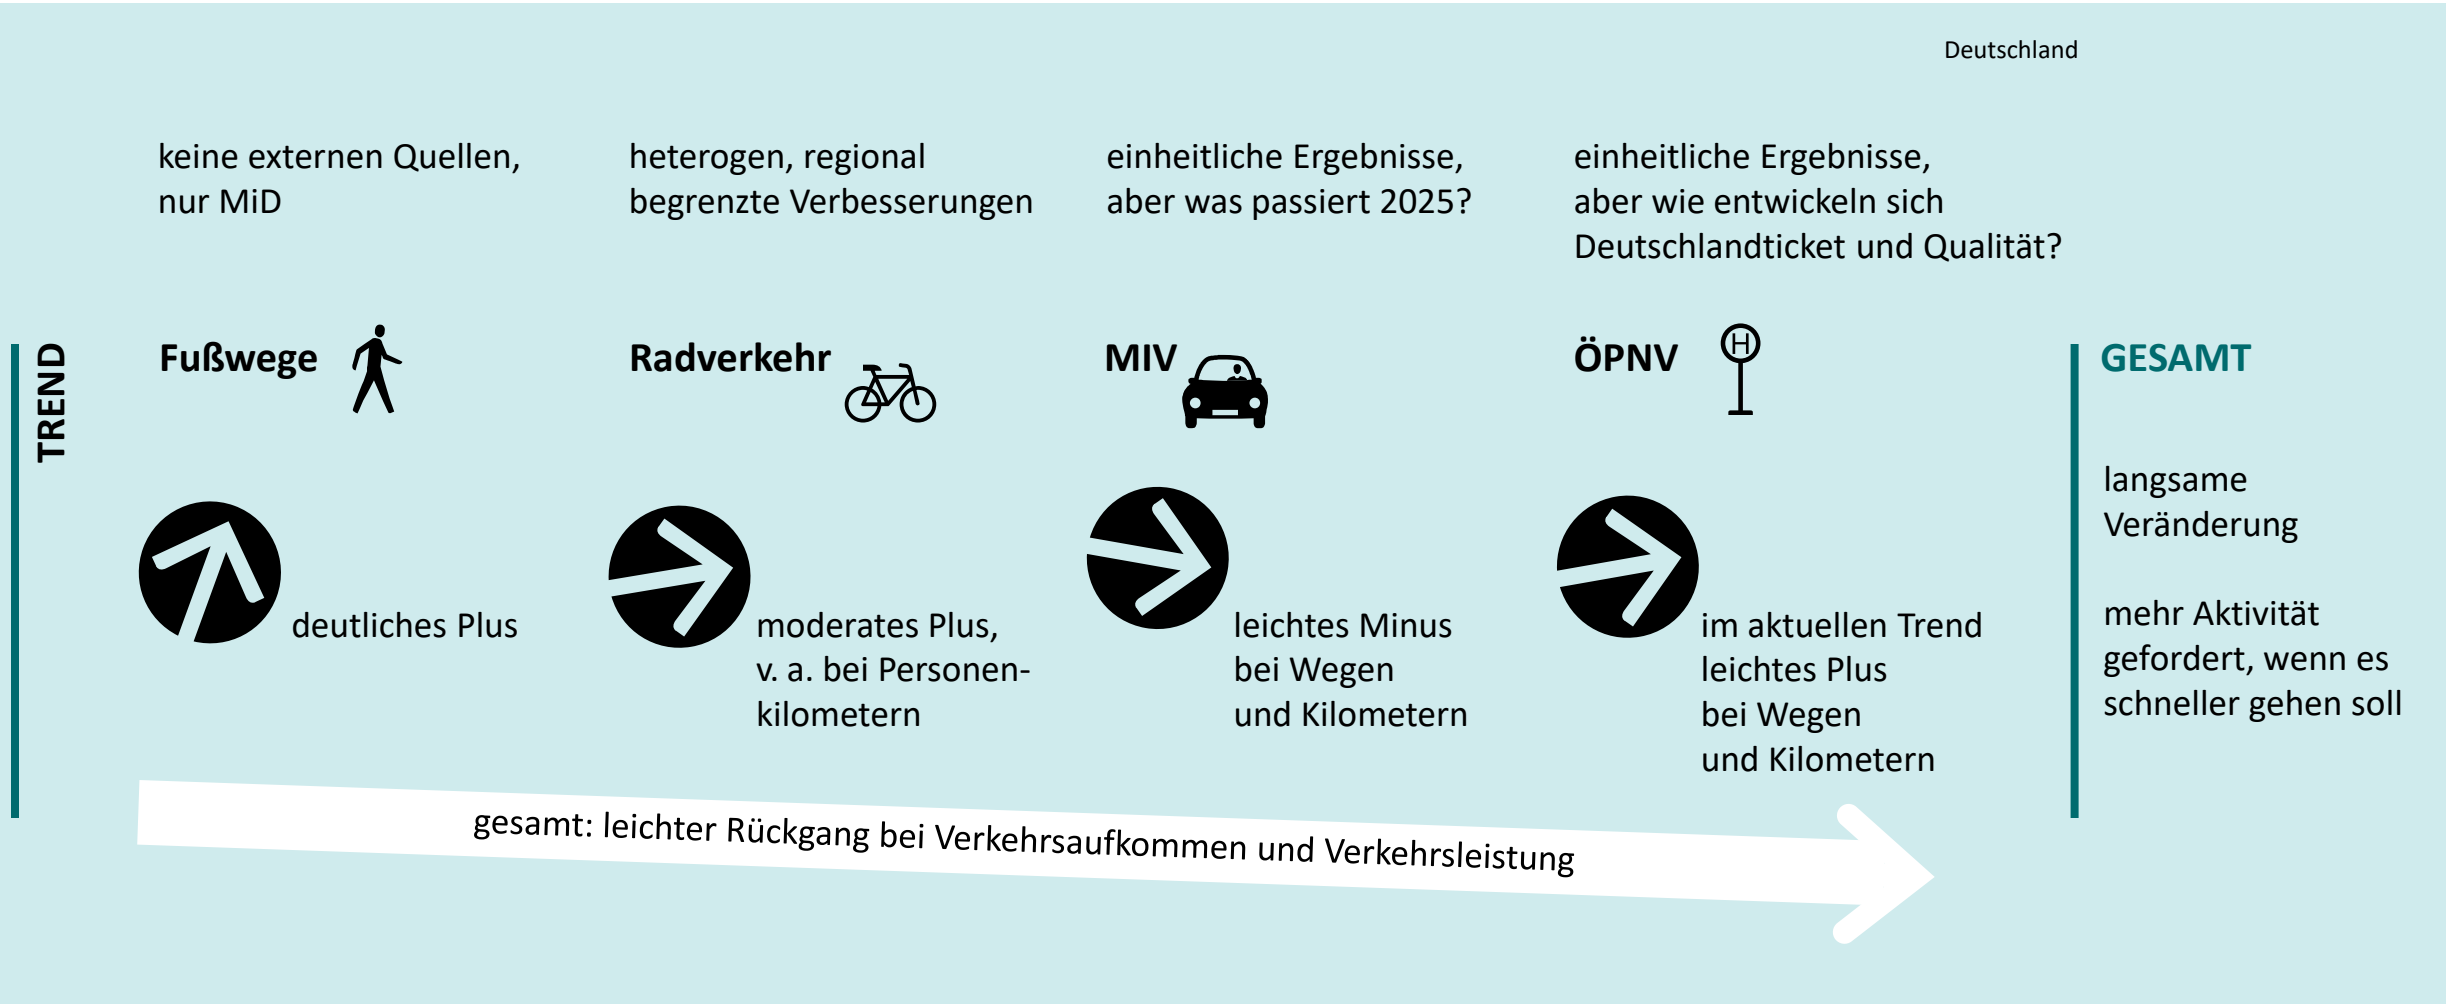 Deutschland
keine externen Quellen,
nur MiD
heterogen, regional
begrenzte Verbesserungen
einheitliche Ergebnisse,
aber was passiert 2025?
einheitliche Ergebnisse,
aber wie entwickeln sich
Deutschlandticket und Qualität?
TREND
Fußwege
Radverkehr
MIV
ÖPNV
H
GESAMT
deutliches Plus
moderates Plus,
v. a. bei Personen-
kilometern
leichtes Minus
bei Wegen
und Kilometern
im aktuellen Trend
leichtes Plus
bei Wegen
und Kilometern
langsame
Veränderung
mehr Aktivität
gefordert, wenn es
schneller gehen soll
gesamt: leichter Rückgang bei Verkehrsaufkommen und Verkehrsleistung